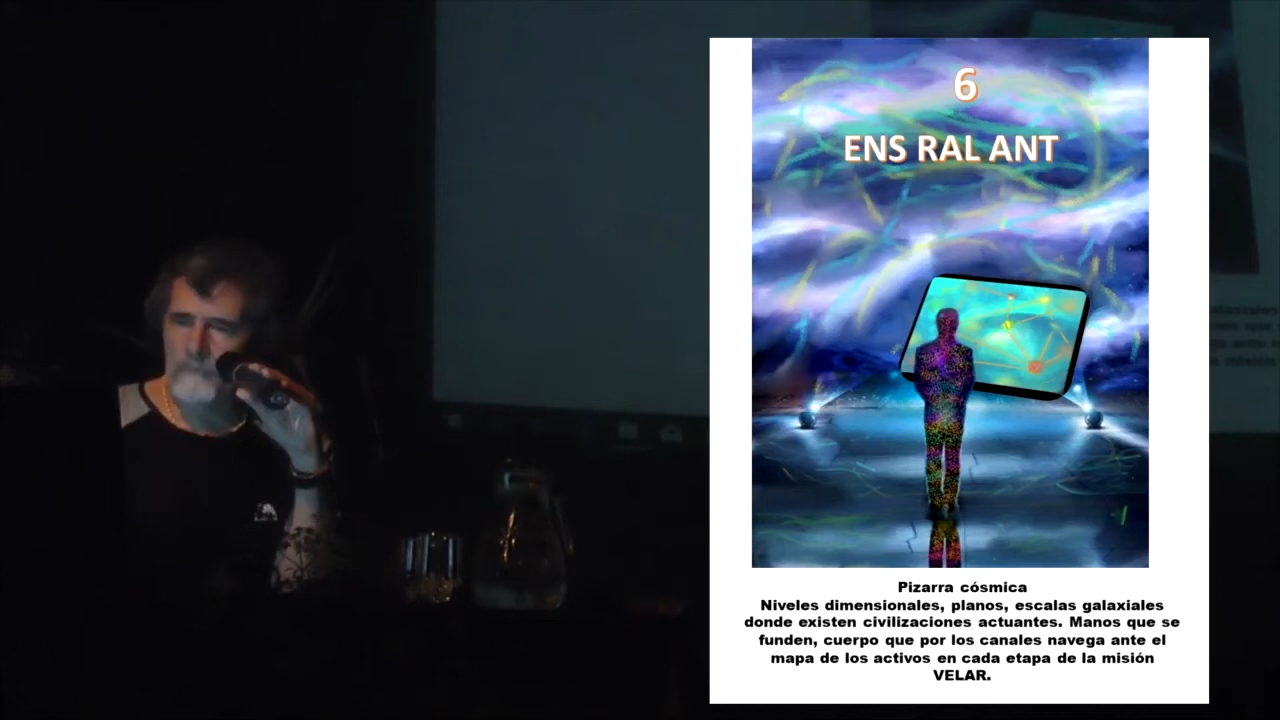 6
ENS RAL ANT
Pizarra cósmica
Niveles dimensionales, planos, escalas galaxiales
donde existen civilizaciones actuantes. Manos que se
funden, cuerpo que por los canales navega ante el
mapa de los activos en cada etapa de la misión
VELAR.